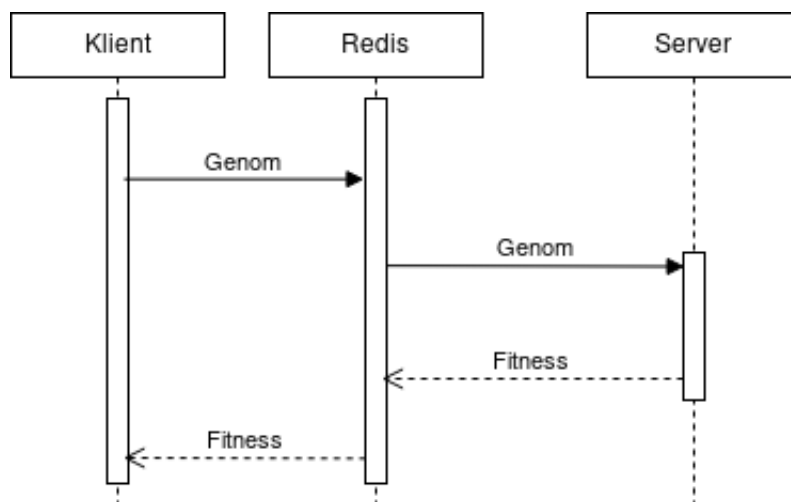 Klient
Redis
Server
Genom
Genom
Fitness
Fitness